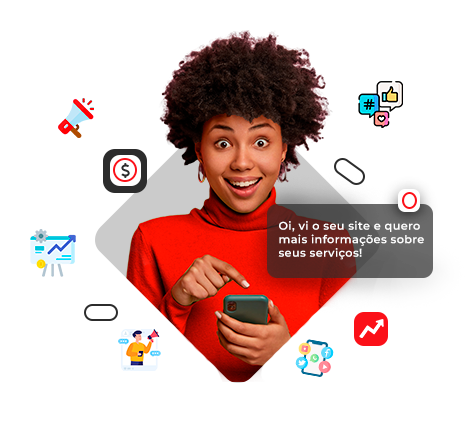 #
$
O
Oi, vi o seu site e quero
mais informações sobre
seus serviços!